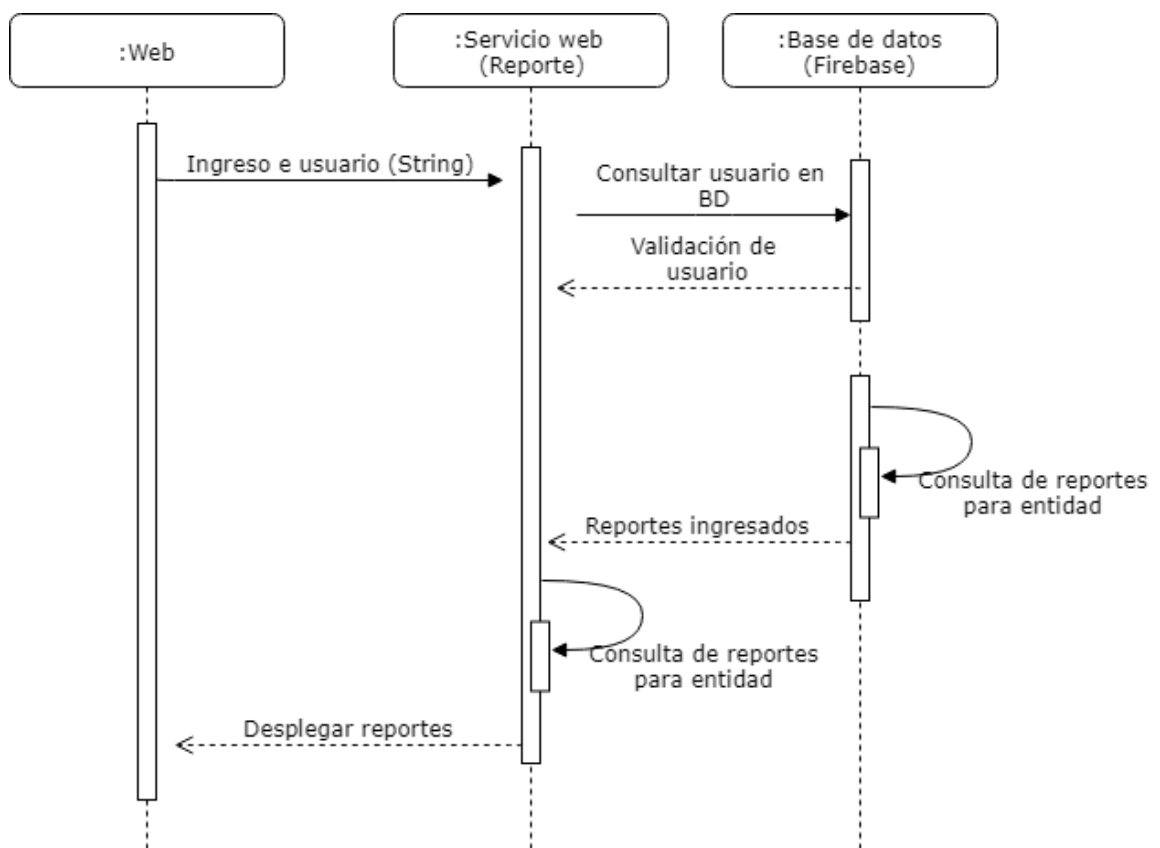 :Web
:Servicio web
(Reporte)
:Base de datos
(Firebase)
Ingreso e usuario (String)
Consultar usuario en
BD
Validación de
usuario
Consulta de reportes
para entidad
Reportes ingresados
Consulta de reportes
para entidad
Desplegar reportes